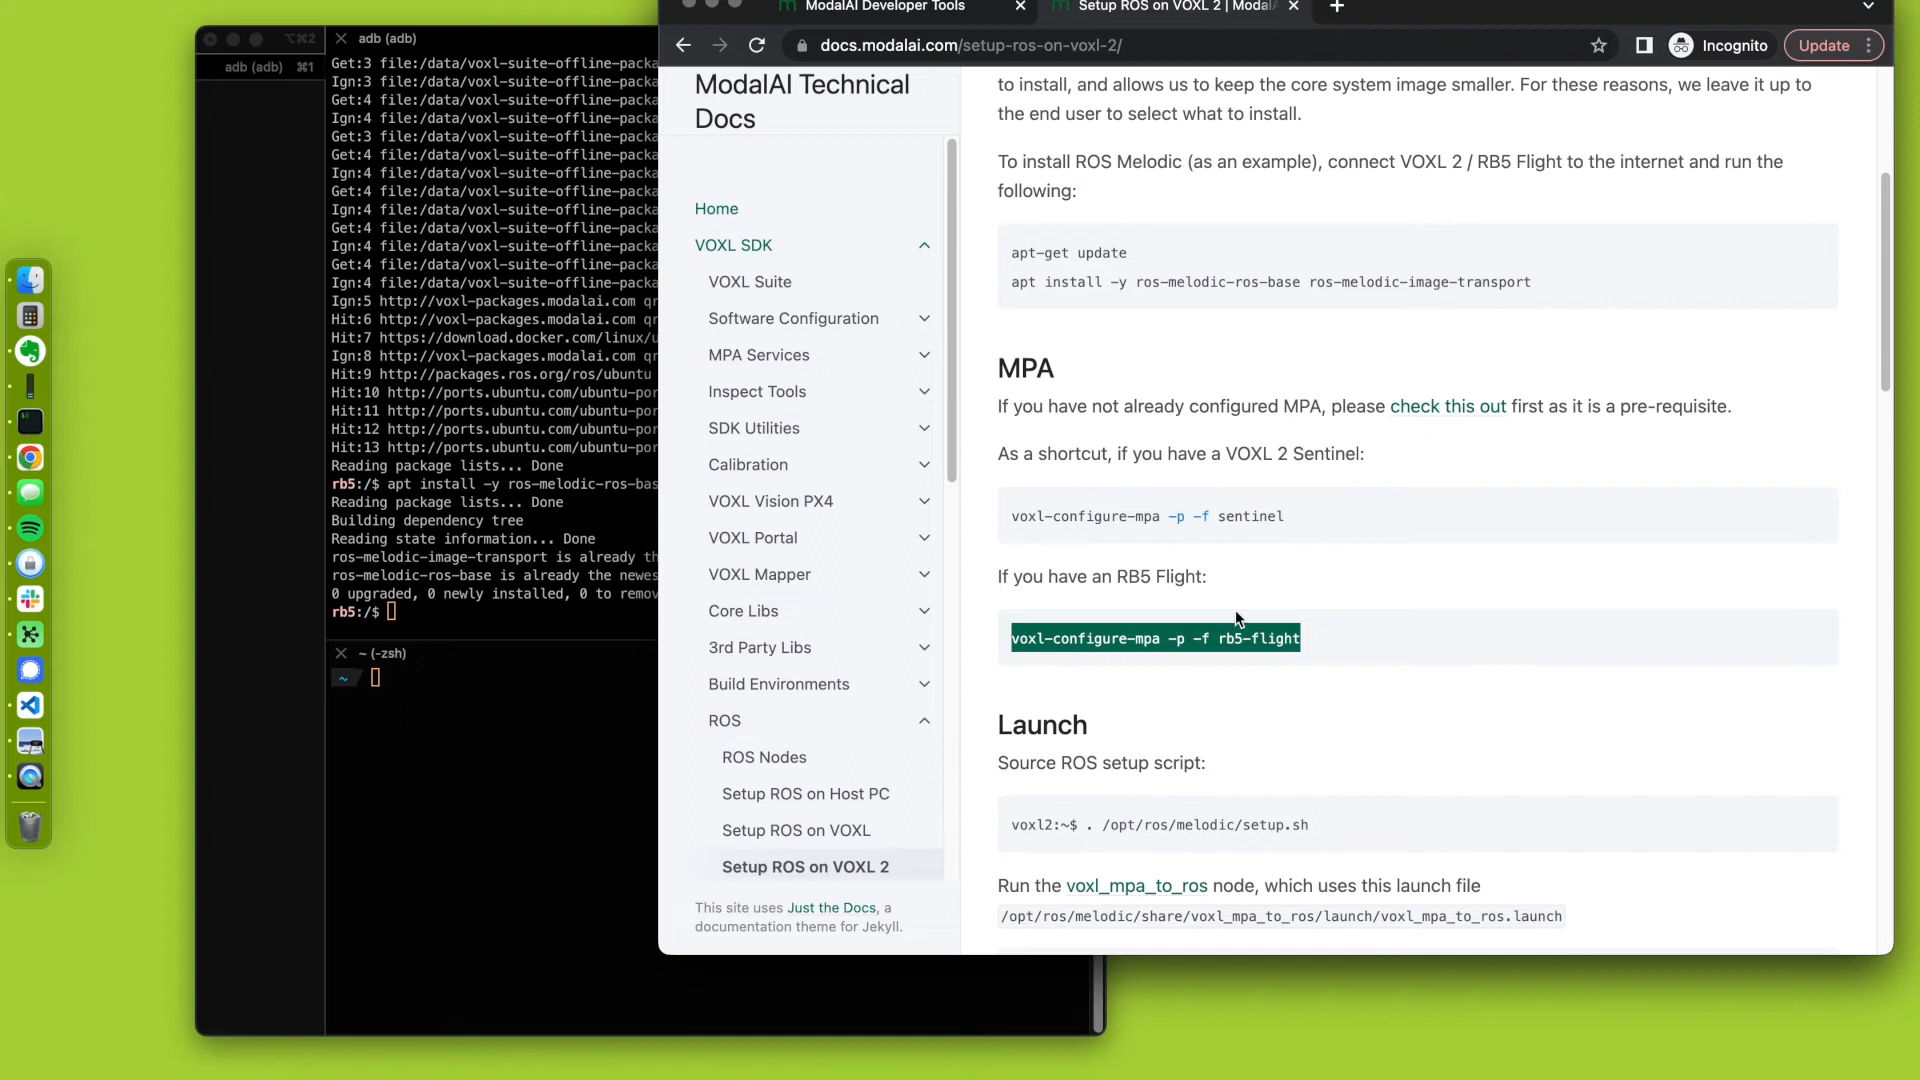 ⌥⌘2
adb (adb)
adb (adb) ⌘1
Get:3 file:/data/voxl-suite-offline-packa
Ign:3 file:/data/voxl-suite-offline-packa
Get:4 file:/data/voxl-suite-offline-packa
Ign:4 file:/data/voxl-suite-offline-packa
Get:3 file:/data/voxl-suite-offline-packa
Get:4 file:/data/voxl-suite-offline-packa
Ign:4 file:/data/voxl-suite-offline-packa
Get:4 file:/data/voxl-suite-offline-packa
Ign:4 file:/data/voxl-suite-offline-packa
Get:4 file:/data/voxl-suite-offline-packa
Ign:4 file:/data/voxl-suite-offline-packa
Get:4 file:/data/voxl-suite-offline-packa
Ign:4 file:/data/voxl-suite-offline-packa
Ign:5 http://voxl-packages.modalai.com qr
Hit:6 http://voxl-packages.modalai.com qr
Hit:7 https://download.docker.com/linux/u
Ign:8 http://voxl-packages.modalai.com qr
Hit:9 http://packages.ros.org/ros/ubuntu
Hit:10 http://ports.ubuntu.com/ubuntu-por
Hit:11 http://ports.ubuntu.com/ubuntu-por
Hit:12 http://ports.ubuntu.com/ubuntu-por
Hit:13 http://ports.ubuntu.com/ubuntu-por
Reading package lists... Done
rb5:/$ apt install -y ros-melodic-ros-bas
Reading package lists... Done
Building dependency tree
Reading state information... Done
ros-melodic-image-transport is already th
ros-melodic-ros-base is already the newes
0 upgraded, 0 newly installed, 0 to remov
rb5:/$
~ (-zsh)
~
ModalAI Developer Tools
Setup ROS on VOXL 2 | ModalA
docs.modalai.com/setup-ros-on-voxl-2/
Incognito
Update
ModalAI Technical
Docs
Home
VOXL SDK
VOXL Suite
Software Configuration
MPA Services
Inspect Tools
SDK Utilities
Calibration
VOXL Vision PX4
VOXL Portal
VOXL Mapper
Core Libs
3rd Party Libs
Build Environments
ROS
ROS Nodes
Setup ROS on Host PC
Setup ROS on VOXL
Setup ROS on VOXL 2
This site uses Just the Docs, a
documentation theme for Jekyll.
to install, and allows us to keep the core system image smaller. For these reasons, we leave it up to
the end user to select what to install.
To install ROS Melodic (as an example), connect VOXL 2 / RB5 Flight to the internet and run the
following:
apt-get update
apt install -y ros-melodic-ros-base ros-melodic-image-transport
MPA
If you have not already configured MPA, please check this out first as it is a pre-requisite.
As a shortcut, if you have a VOXL 2 Sentinel:
voxl-configure-mpa -p -f sentinel
If you have an RB5 Flight:
voxl-configure-mpa -p -f rb5-flight
Launch
Source ROS setup script:
voxl2:~$ . /opt/ros/melodic/setup.sh
Run the voxl_mpa_to_ros node, which uses this launch file
/opt/ros/melodic/share/voxl_mpa_to_ros/launch/voxl_mpa_to_ros.launch